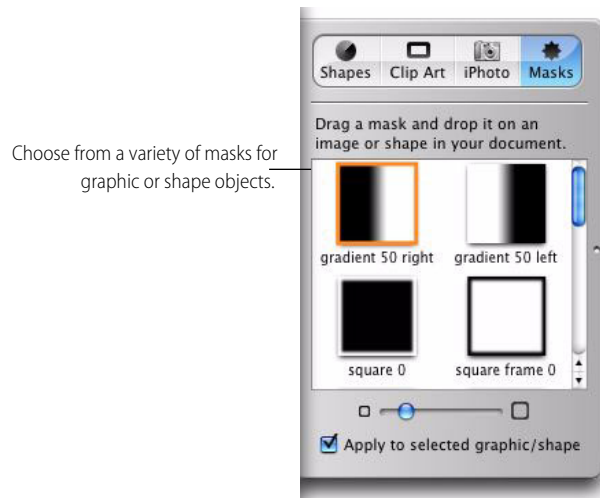 Shapes Clip Art iPhoto Masks
Drag a mask and drop it on an
image or shape in your document.
Choose from a variety of masks for
graphic or shape objects.
gradient 50 right gradient 50 left
square 0 square frame 0
Apply to selected graphic/shape